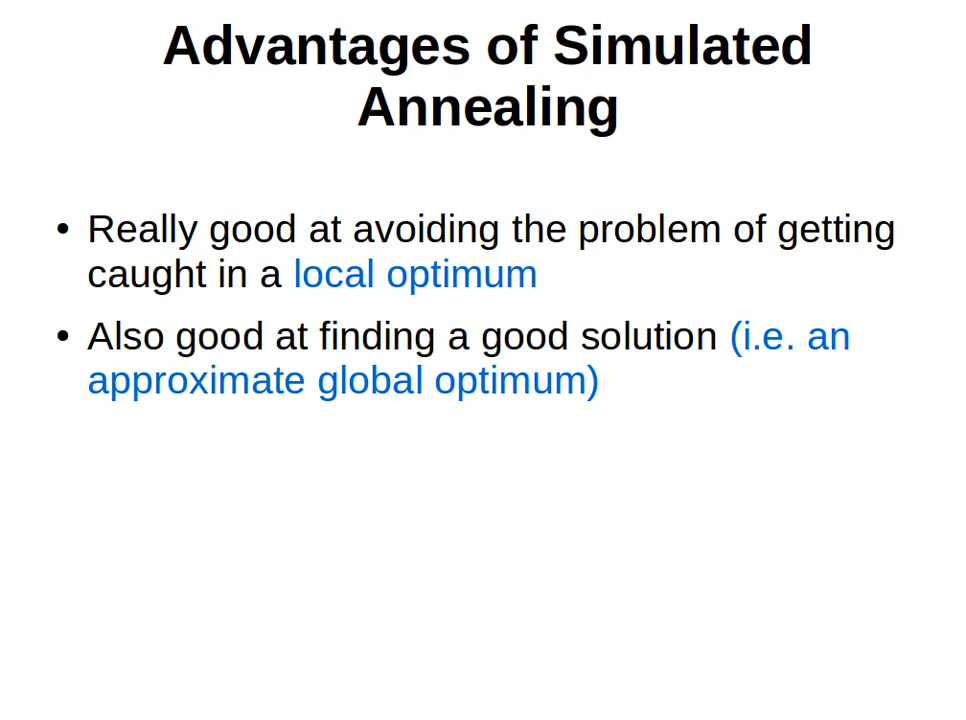 Advantages of Simulated
Annealing
• Really good at avoiding the problem of getting
caught in a local optimum
• Also good at finding a good solution (i.e. an
approximate global optimum)